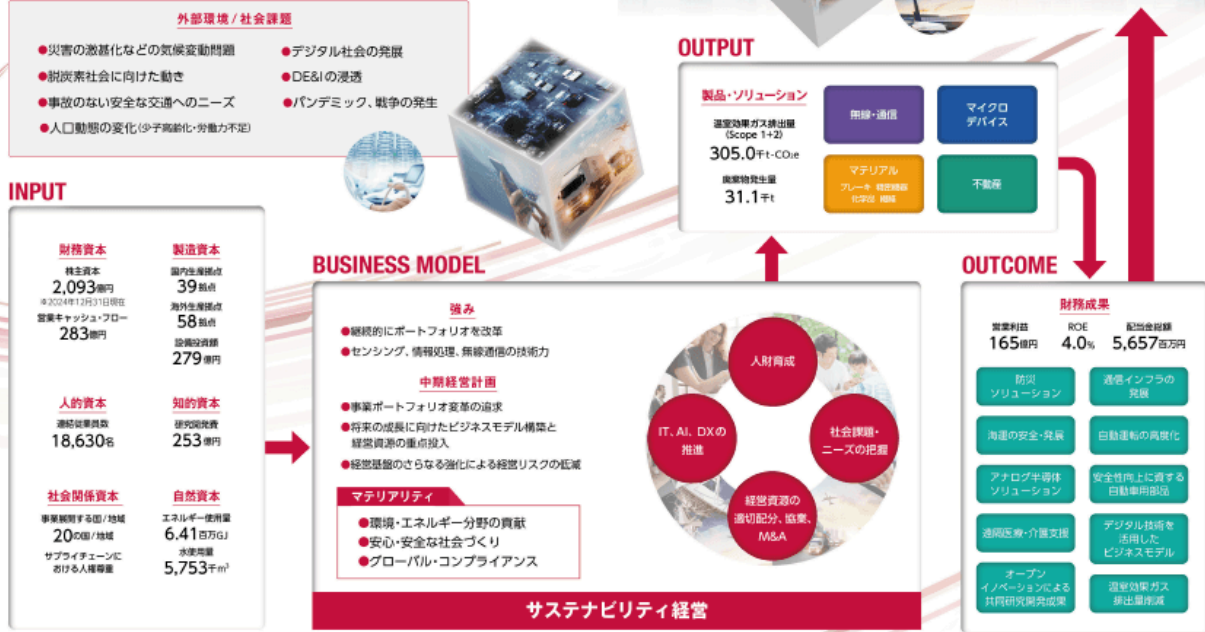 外部環境/社会課題
●災害の激甚化などの気候変動問題
●脱炭素社会に向けた動き
●事故のない安全な交通へのニーズ
●人口動態の変化(少子高齢化・労働力不足)
●デジタル社会の発展
●DE&Iの浸透
●パンデミック、戦争の発生
INPUT
財務資本
株主資本
2,093億円
※2024年12月31日現在
営業キャッシュ・フロー
283億円
製造資本
国内生産拠点
39拠点
海外生産拠点
58拠点
設備投資額
279億円
人的資本
連結従業員数
18,630名
知的資本
研究開発費
253億円
社会関係資本
事業展開する国/地域
20の国/地域
サプライチェーンに
おける人権尊重
自然資本
エネルギー使用量
6.41百万GJ
水使用量
5,753千m³
BUSINESS MODEL
強み
●継続的にポートフォリオを改革
●センシング、情報処理、無線通信の技術力
中期経営計画
●事業ポートフォリオ変革の追求
●将来の成長に向けたビジネスモデル構築と
経営資源の重点投入
●経営基盤のさらなる強化による経営リスクの低減
マテリアリティ
●環境・エネルギー分野の貢献
●安心・安全な社会づくり
●グローバル・コンプライアンス
人財育成
IT、AI、DXの
推進
社会課題・
ニーズの把握
経営資源の
適切配分、協業、
M&A
サステナビリティ経営
OUTPUT
製品・ソリューション
温室効果ガス排出量
(Scope 1+2)
305.0千t-CO₂e
廃棄物発生量
31.1千t
無線・通信
マイクロ
デバイス
マテリアル
ブレーキ 精密機器
化学品 繊維
不動産
OUTCOME
財務成果
営業利益
165億円
ROE
4.0%
配当金総額
5,657百万円
防災
ソリューション
通信インフラの
発展
海運の安全・発展
自動運転の高度化
アナログ半導体
ソリューション
安全性向上に資する
自動車用部品
遠隔医療・介護支援
デジタル技術を
活用した
ビジネスモデル
オープン
イノベーションによる
共同研究開発成果
温室効果ガス
排出量削減